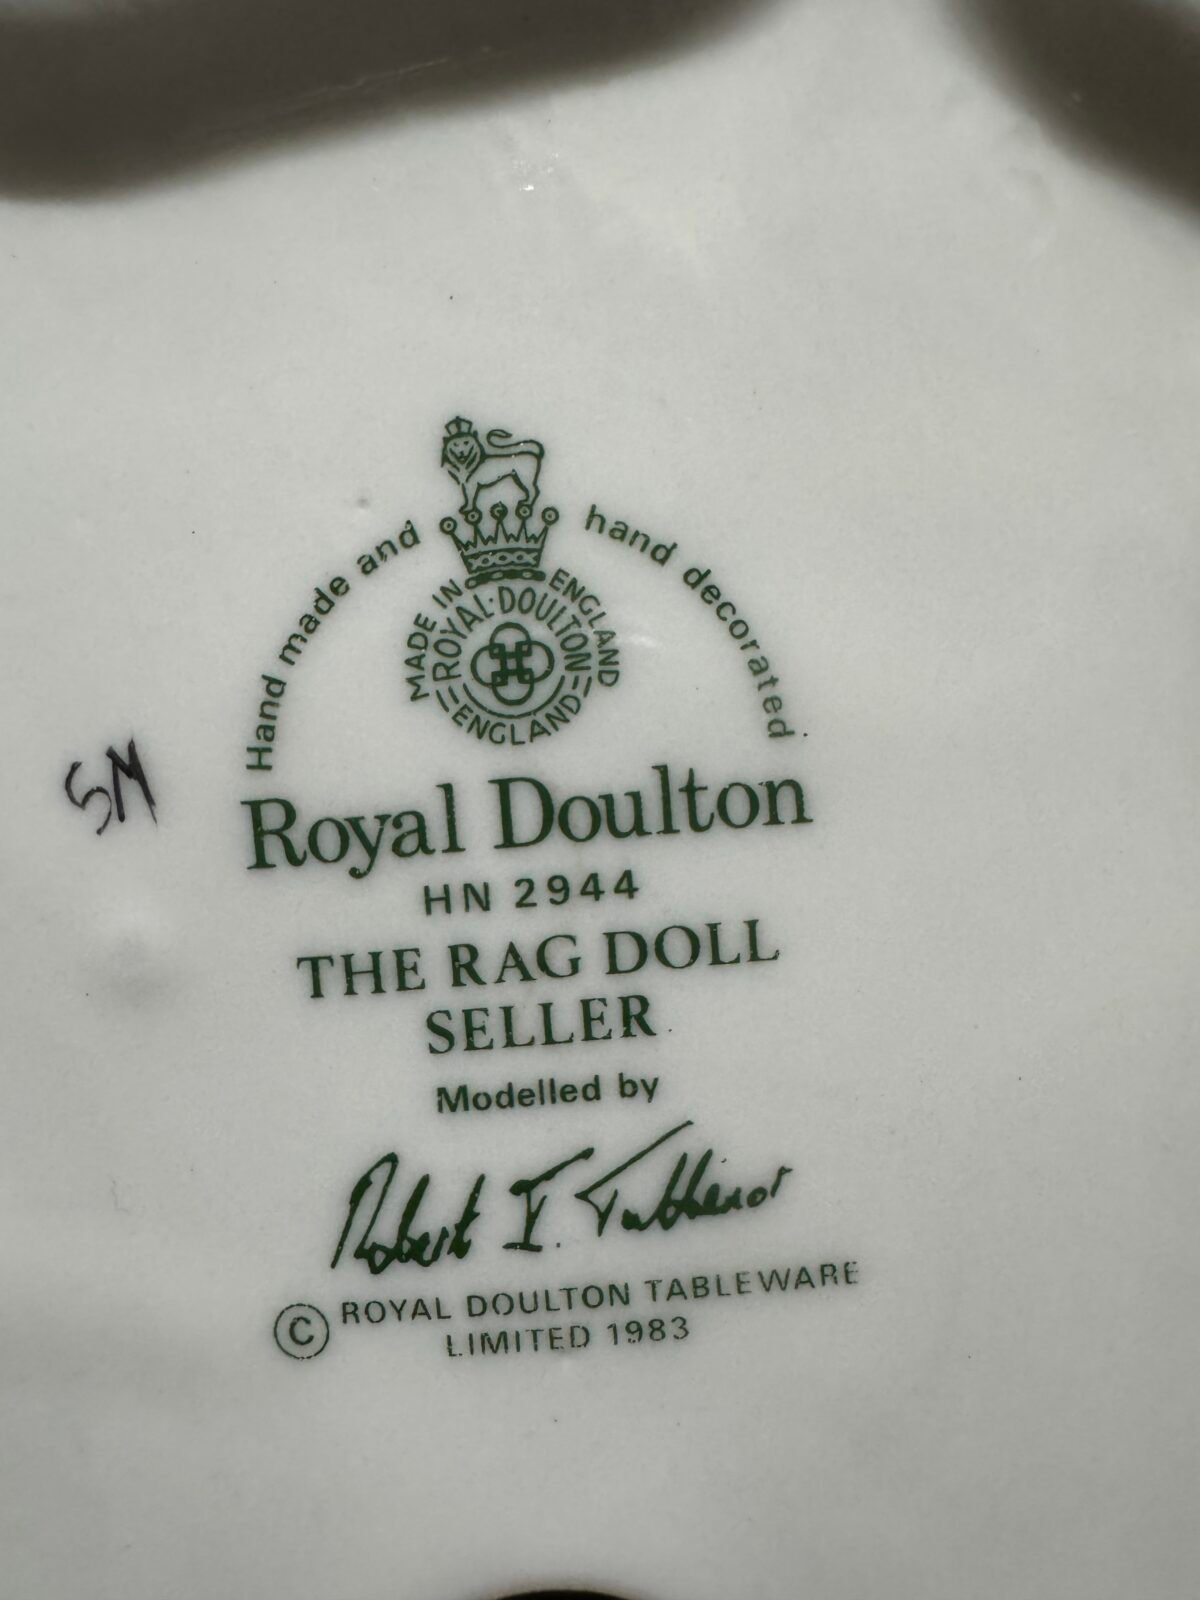 Hand made and hand decorated
MADE IN ENGLAND
ROYAL·DOULTON
ENGLAND
SM
Royal Doulton
HN 2944
THE RAG DOLL
SELLER
Modelled by
Robert I. Tabbenor
© ROYAL DOULTON TABLEWARE
LIMITED 1983